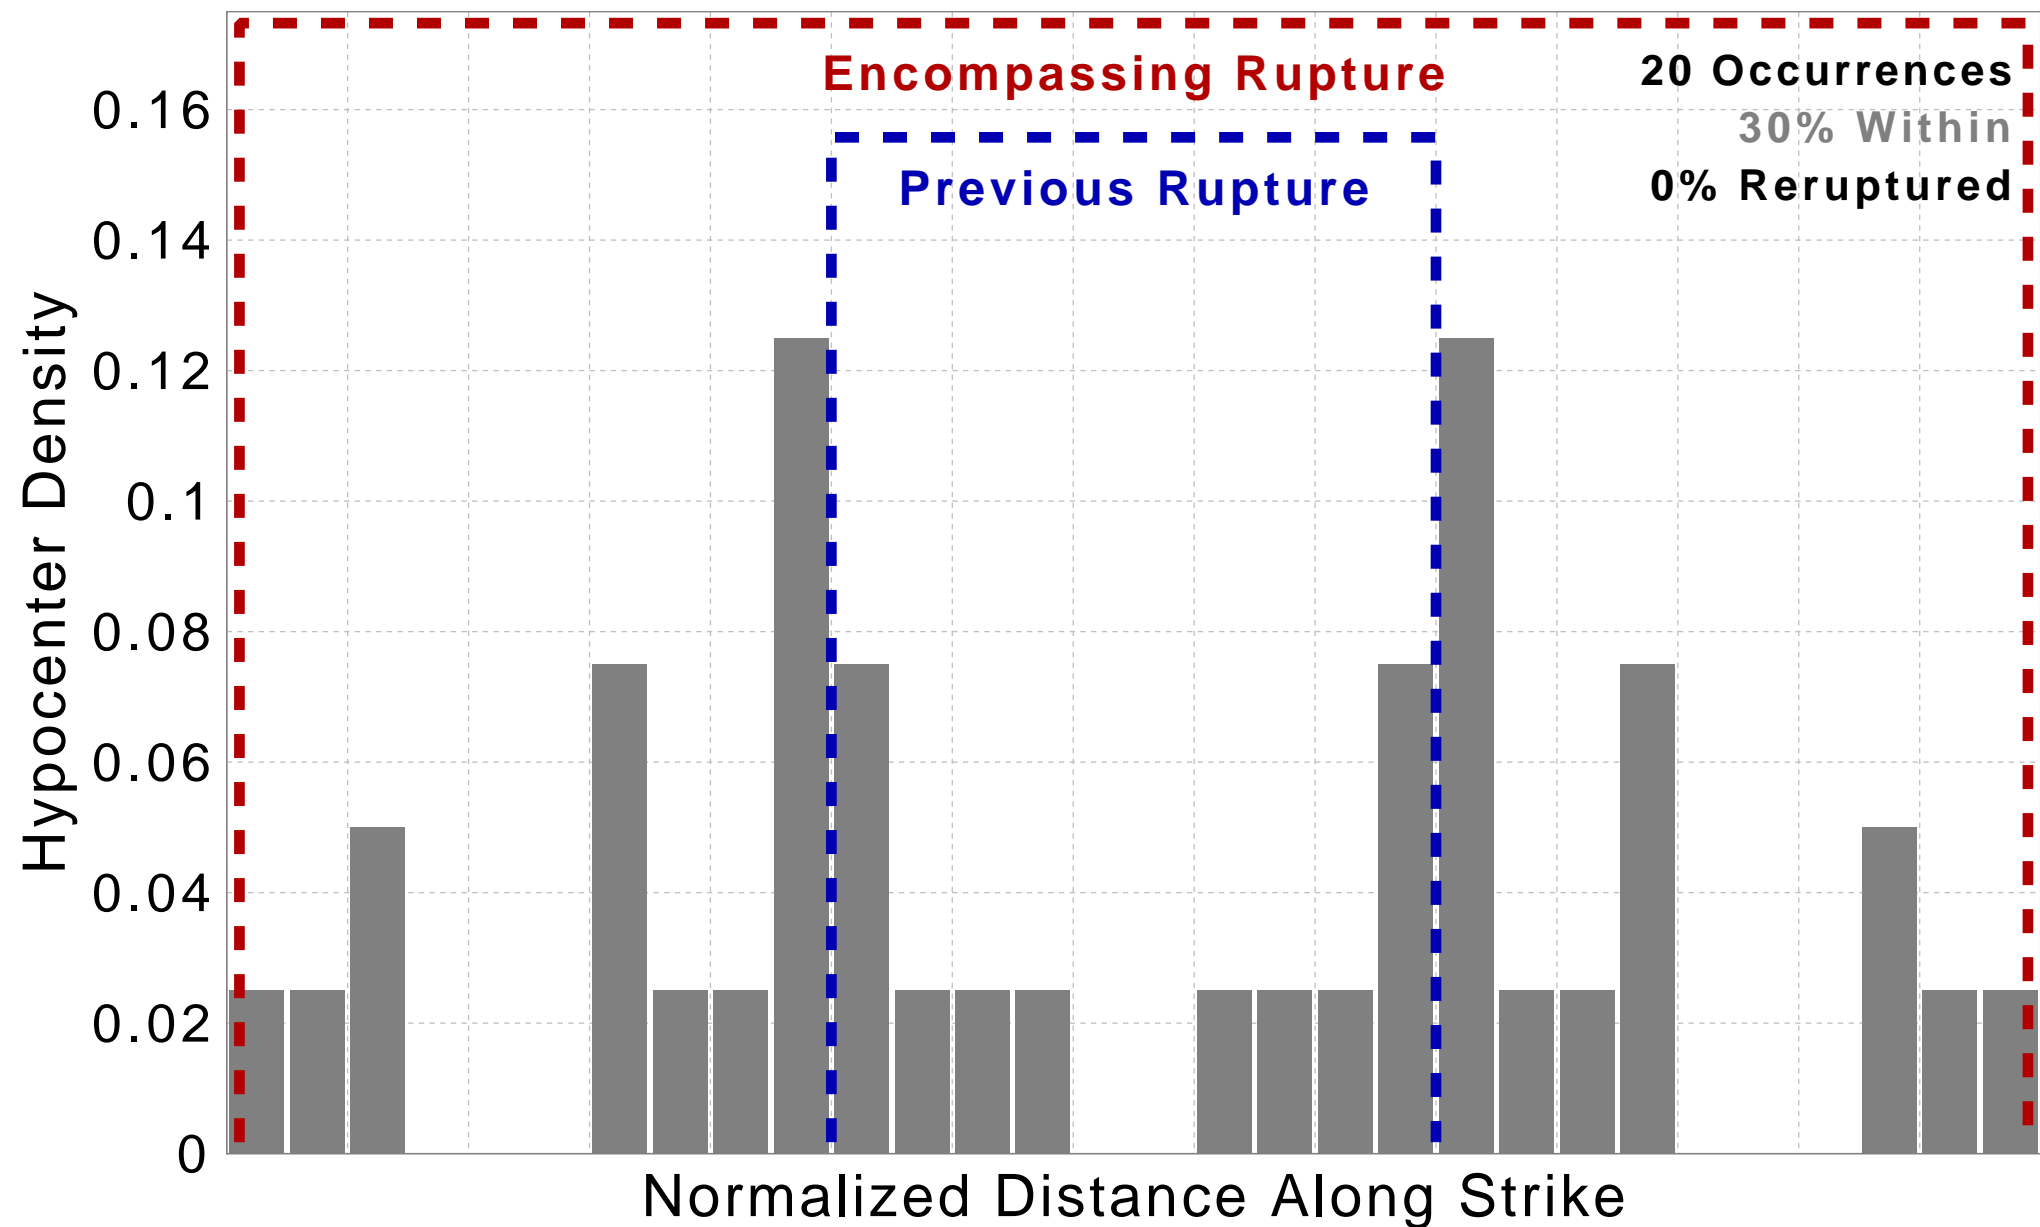 Encompassing Rupture
20 Occurrences
30% Within
Previous Rupture
0% Reruptured
Hypocenter Density
0.16
0.14
0.12
0.1
0.08
0.06
0.04
0.02
0
Normalized Distance Along Strike